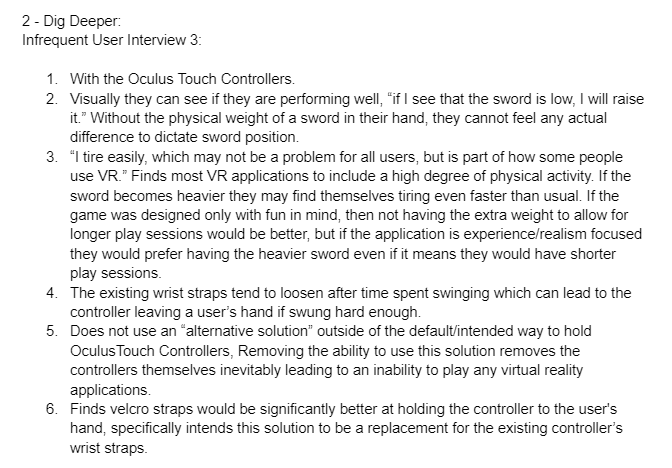 2 - Dig Deeper:
Infrequent User Interview 3:
1. With the Oculus Touch Controllers.
2. Visually they can see if they are performing well, “if I see that the sword is low, I will raise
it.” Without the physical weight of a sword in their hand, they cannot feel any actual
difference to dictate sword position.
3. “I tire easily, which may not be a problem for all users, but is part of how some people
use VR.” Finds most VR applications to include a high degree of physical activity. If the
sword becomes heavier they may find themselves tiring even faster than usual. If the
game was designed only with fun in mind, then not having the extra weight to allow for
longer play sessions would be better, but if the application is experience/realism focused
they would prefer having the heavier sword even if it means they would have shorter
play sessions.
4. The existing wrist straps tend to loosen after time spent swinging which can lead to the
controller leaving a user's hand if swung hard enough.
5. Does not use an “alternative solution” outside of the default/intended way to hold
OculusTouch Controllers, Removing the ability to use this solution removes the
controllers themselves inevitably leading to an inability to play any virtual reality
applications.
6. Finds velcro straps would be significantly better at holding the controller to the user's
hand, specifically intends this solution to be a replacement for the existing controller's
wrist straps.